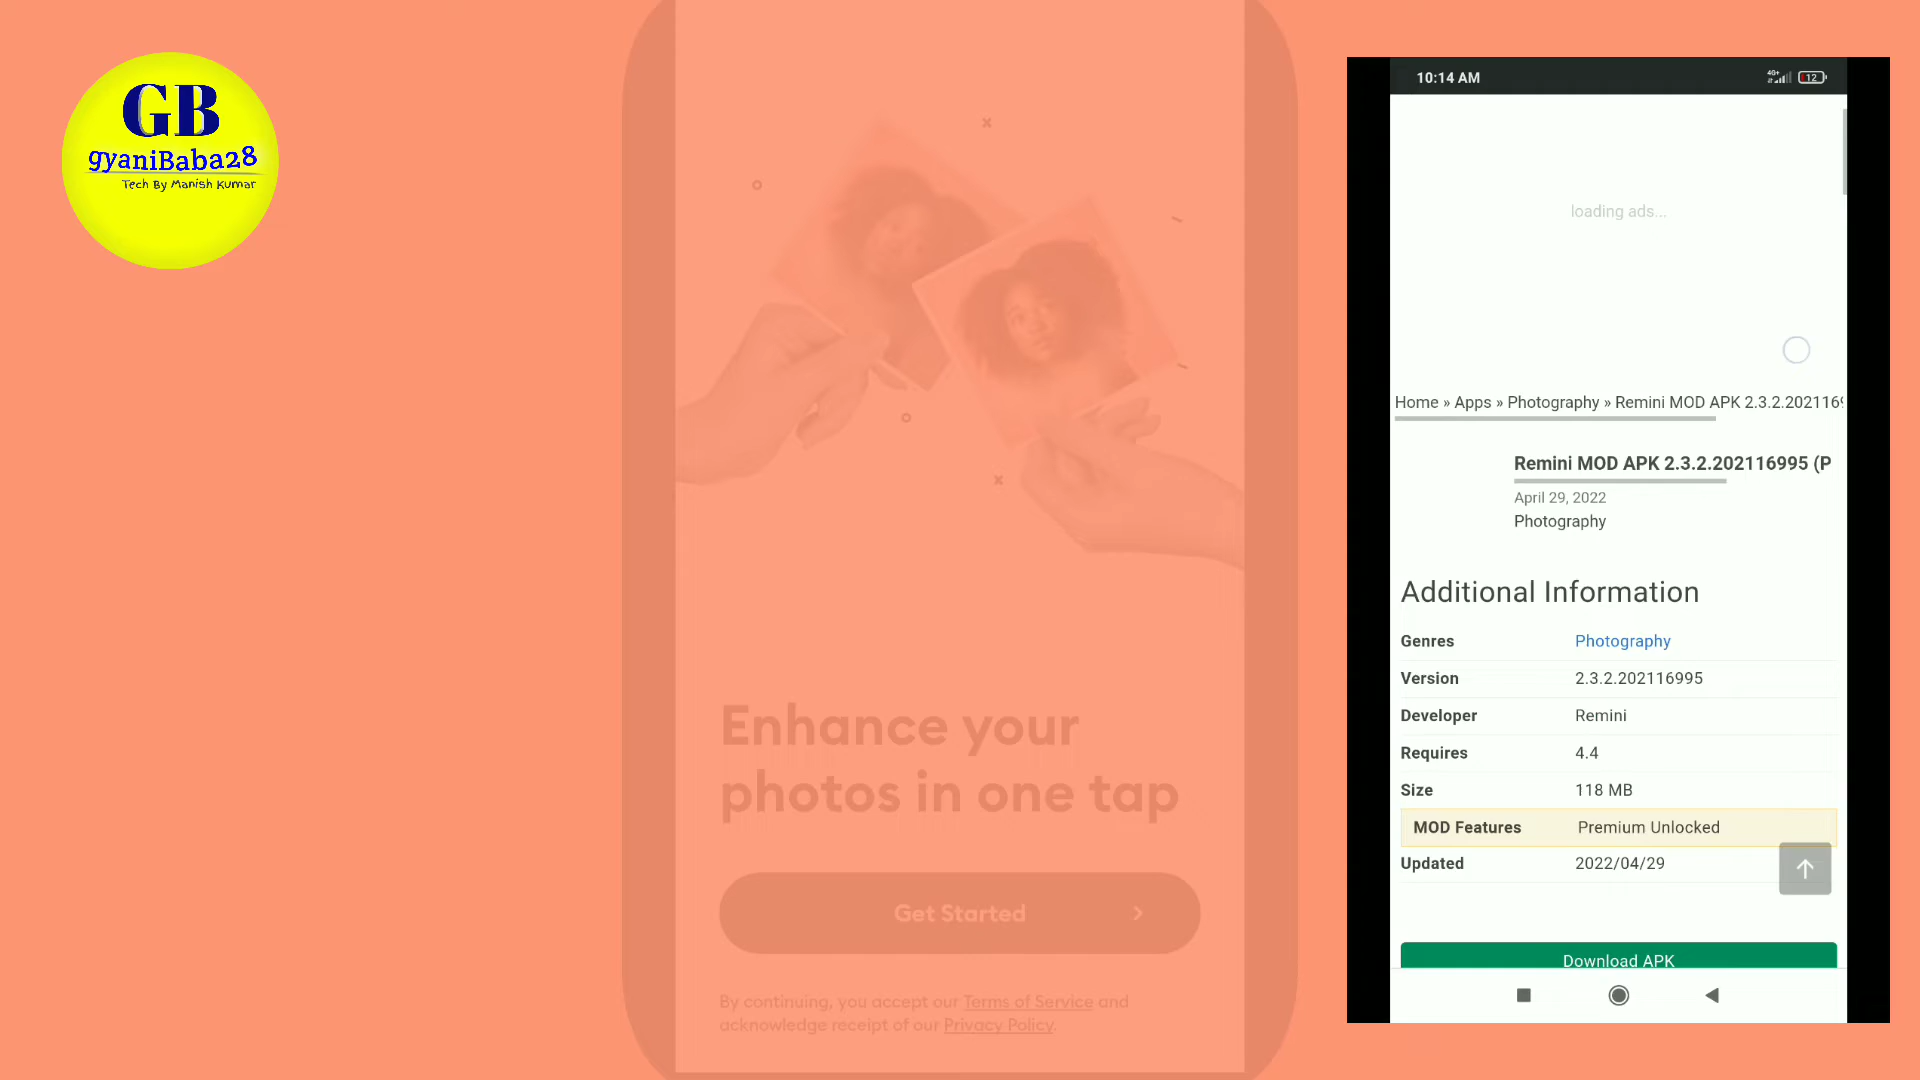 GB
gyaniBaba28
Tech By Manish Kumar
Enhance your
photos in one tap
Get Started
By continuing, you accept our Terms of Service and
acknowledge receipt of our Privacy Policy.
10:14 AM
4G+
12
loading ads...
Home » Apps » Photography » Remini MOD APK 2.3.2.2021169
Remini MOD APK 2.3.2.202116995 (P
April 29, 2022
Photography
Additional Information
Genres Photography
Version 2.3.2.202116995
Developer Remini
Requires 4.4
Size 118 MB
MOD Features Premium Unlocked
Updated 2022/04/29
Download APK